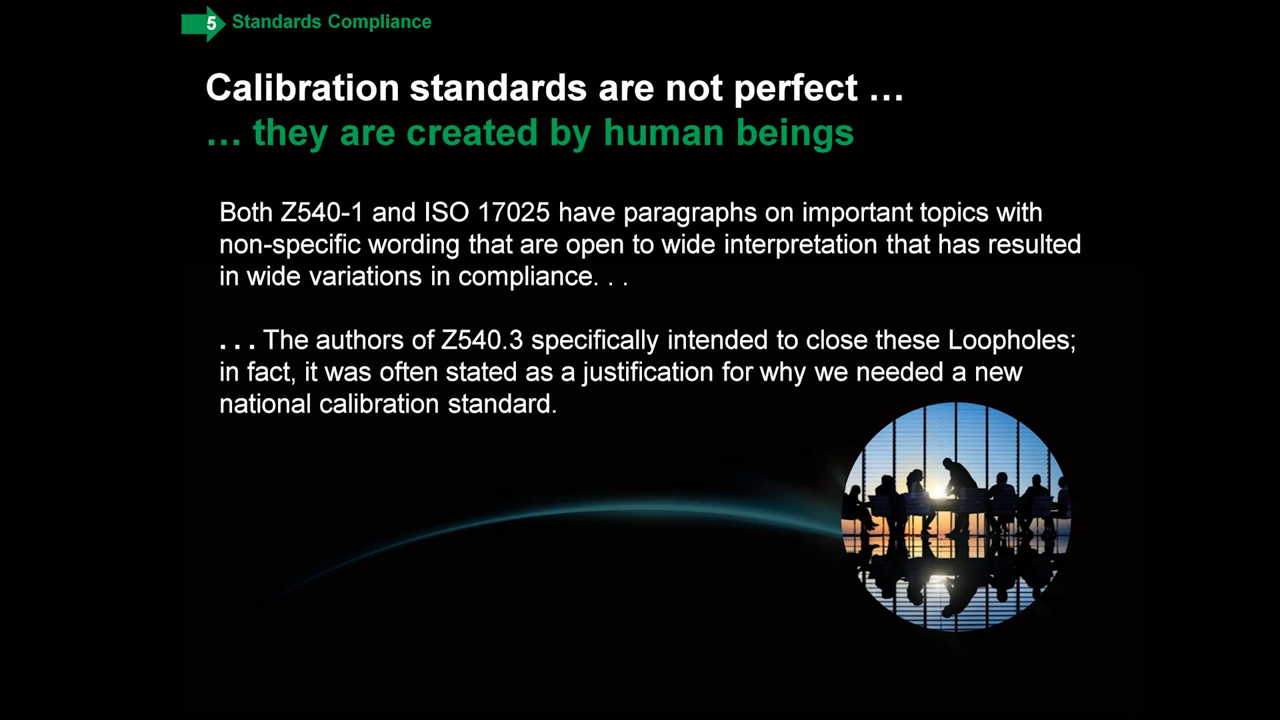 5 Standards Compliance
Calibration standards are not perfect …
… they are created by human beings
Both Z540-1 and ISO 17025 have paragraphs on important topics with
non-specific wording that are open to wide interpretation that has resulted
in wide variations in compliance. . .
. . . The authors of Z540.3 specifically intended to close these Loopholes;
in fact, it was often stated as a justification for why we needed a new
national calibration standard.